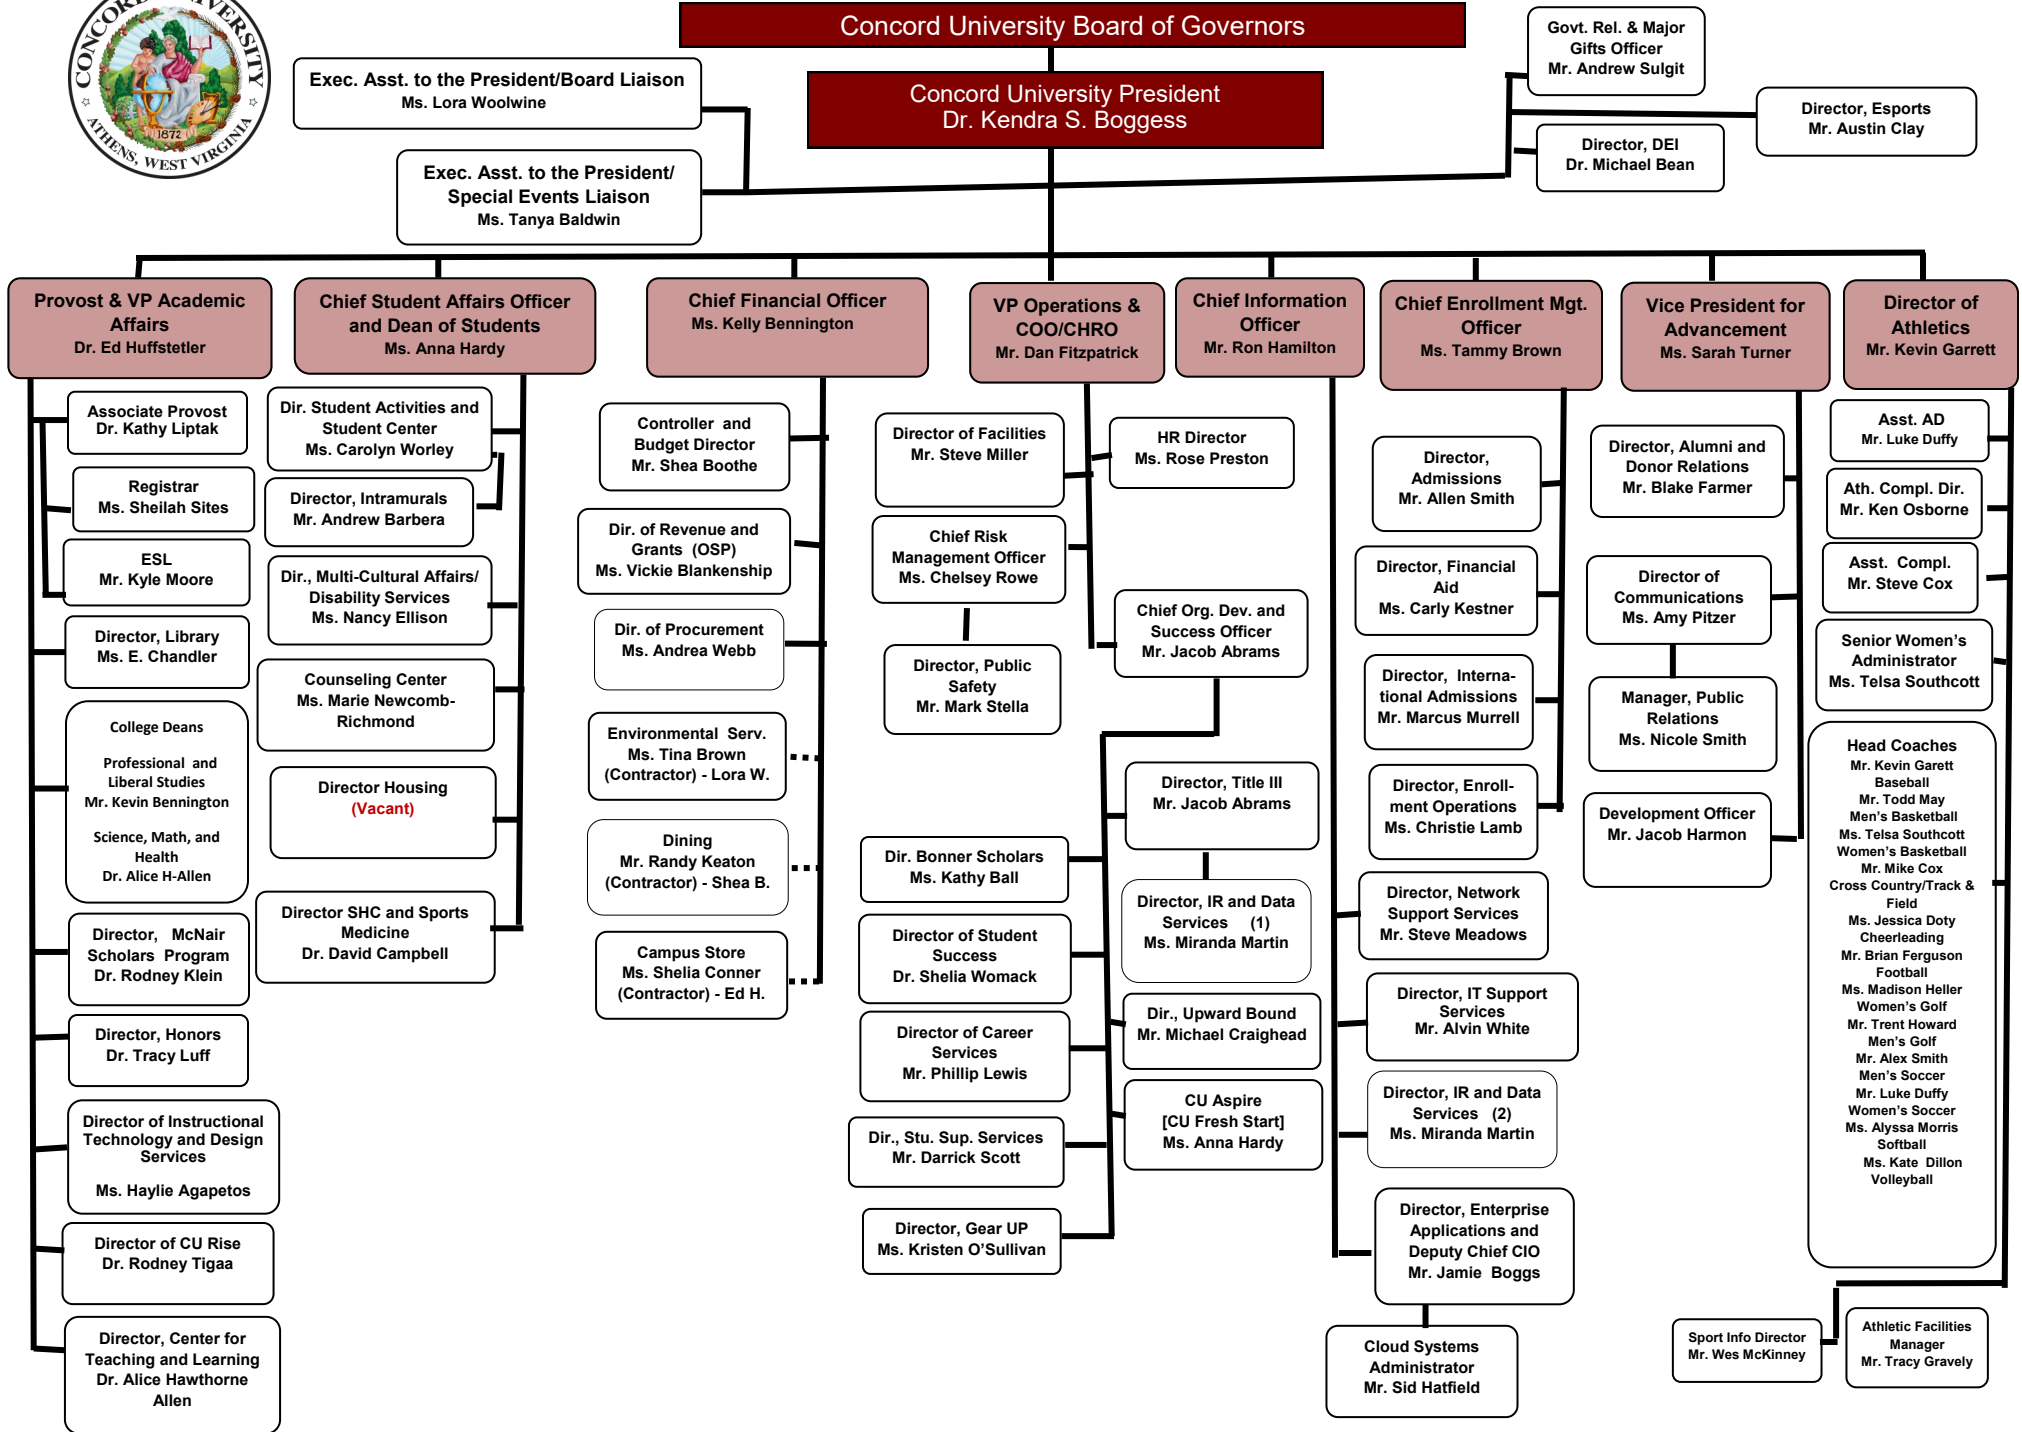 CONCORD UNIVERSITY
1872
ATHENS, WEST VIRGINIA
Concord University Board of Governors
Concord University President
Dr. Kendra S. Boggess
Exec. Asst. to the President/Board Liaison
Ms. Lora Woolwine
Exec. Asst. to the President/
Special Events Liaison
Ms. Tanya Baldwin
Govt. Rel. & Major
Gifts Officer
Mr. Andrew Sulgit
Director, Esports
Mr. Austin Clay
Director, DEI
Dr. Michael Bean
Provost & VP Academic
Affairs
Dr. Ed Huffstetler
Associate Provost
Dr. Kathy Liptak
Registrar
Ms. Sheilah Sites
ESL
Mr. Kyle Moore
Director, Library
Ms. E. Chandler
College Deans
Professional and
Liberal Studies
Mr. Kevin Bennington
Science, Math, and
Health
Dr. Alice H-Allen
Director, McNair
Scholars Program
Dr. Rodney Klein
Director, Honors
Dr. Tracy Luff
Director of Instructional
Technology and Design
Services
Ms. Haylie Agapetos
Director of CU Rise
Dr. Rodney Tigaa
Director, Center for
Teaching and Learning
Dr. Alice Hawthorne
Allen
Chief Student Affairs Officer
and Dean of Students
Ms. Anna Hardy
Dir. Student Activities and
Student Center
Ms. Carolyn Worley
Director, Intramurals
Mr. Andrew Barbera
Dir., Multi-Cultural Affairs/
Disability Services
Ms. Nancy Ellison
Counseling Center
Ms. Marie Newcomb-
Richmond
Director Housing
(Vacant)
Director SHC and Sports
Medicine
Dr. David Campbell
Chief Financial Officer
Ms. Kelly Bennington
Controller and
Budget Director
Mr. Shea Boothe
Dir. of Revenue and
Grants (OSP)
Ms. Vickie Blankenship
Dir. of Procurement
Ms. Andrea Webb
Environmental Serv.
Ms. Tina Brown
(Contractor) - Lora W.
Dining
Mr. Randy Keaton
(Contractor) - Shea B.
Campus Store
Ms. Shelia Conner
(Contractor) - Ed H.
VP Operations &
COO/CHRO
Mr. Dan Fitzpatrick
Director of Facilities
Mr. Steve Miller
HR Director
Ms. Rose Preston
Chief Risk
Management Officer
Ms. Chelsey Rowe
Director, Public
Safety
Mr. Mark Stella
Chief Org. Dev. and
Success Officer
Mr. Jacob Abrams
Director, Title III
Mr. Jacob Abrams
Director, IR and Data
Services (1)
Ms. Miranda Martin
Dir. Bonner Scholars
Ms. Kathy Ball
Director of Student
Success
Dr. Shelia Womack
Director of Career
Services
Mr. Phillip Lewis
Dir., Upward Bound
Mr. Michael Craighead
CU Aspire
[CU Fresh Start]
Ms. Anna Hardy
Dir., Stu. Sup. Services
Mr. Darrick Scott
Director, Gear UP
Ms. Kristen O’Sullivan
Chief Information
Officer
Mr. Ron Hamilton
Director, Network
Support Services
Mr. Steve Meadows
Director, IT Support
Services
Mr. Alvin White
Director, IR and Data
Services (2)
Ms. Miranda Martin
Director, Enterprise
Applications and
Deputy Chief CIO
Mr. Jamie Boggs
Cloud Systems
Administrator
Mr. Sid Hatfield
Chief Enrollment Mgt.
Officer
Ms. Tammy Brown
Director,
Admissions
Mr. Allen Smith
Director, Financial
Aid
Ms. Carly Kestner
Director, Interna-
tional Admissions
Mr. Marcus Murrell
Director, Enroll-
ment Operations
Ms. Christie Lamb
Vice President for
Advancement
Ms. Sarah Turner
Director, Alumni and
Donor Relations
Mr. Blake Farmer
Director of
Communications
Ms. Amy Pitzer
Manager, Public
Relations
Ms. Nicole Smith
Development Officer
Mr. Jacob Harmon
Director of
Athletics
Mr. Kevin Garrett
Asst. AD
Mr. Luke Duffy
Ath. Compl. Dir.
Mr. Ken Osborne
Asst. Compl.
Mr. Steve Cox
Senior Women’s
Administrator
Ms. Telsa Southcott
Head Coaches
Mr. Kevin Garett
Baseball
Mr. Todd May
Men’s Basketball
Ms. Telsa Southcott
Women’s Basketball
Mr. Mike Cox
Cross Country/Track &
Field
Ms. Jessica Doty
Cheerleading
Mr. Brian Ferguson
Football
Ms. Madison Heller
Women’s Golf
Mr. Trent Howard
Men’s Golf
Mr. Alex Smith
Men’s Soccer
Mr. Luke Duffy
Women’s Soccer
Ms. Alyssa Morris
Softball
Ms. Kate Dillon
Volleyball
Sport Info Director
Mr. Wes McKinney
Athletic Facilities
Manager
Mr. Tracy Gravely